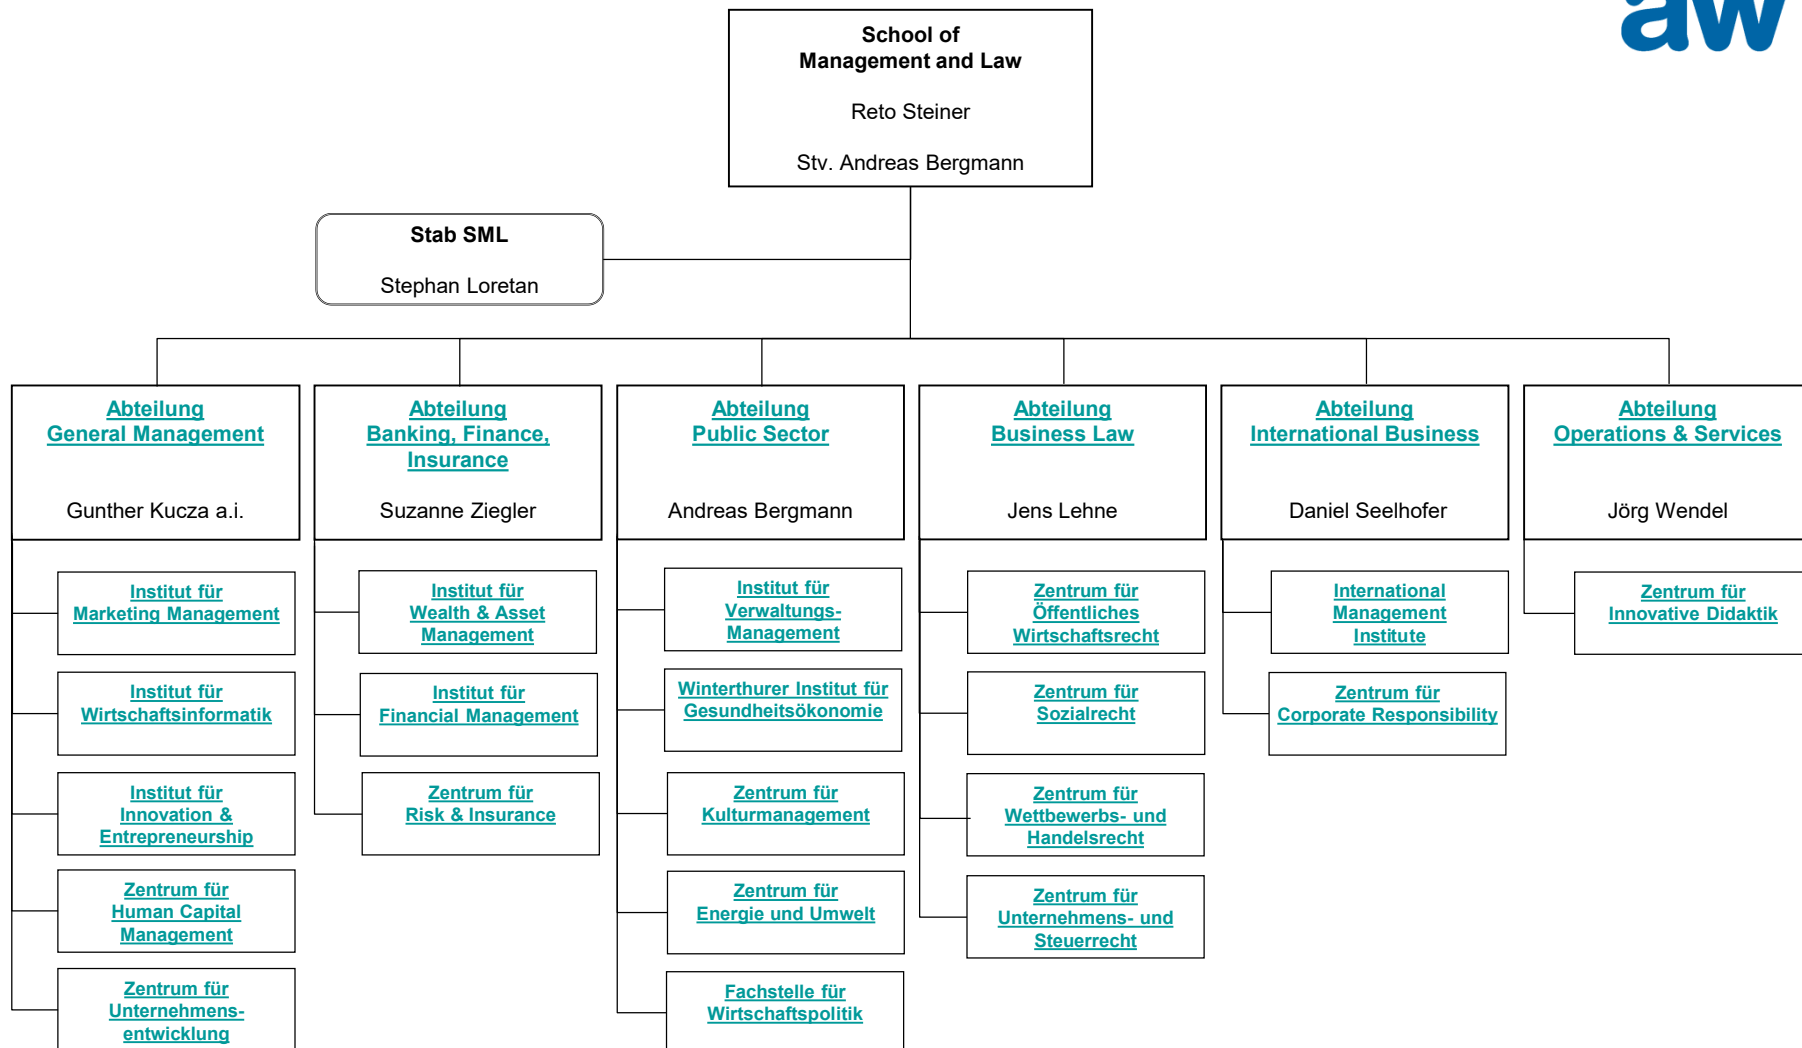 aw
School of
Management and Law
Reto Steiner
Stv. Andreas Bergmann
Stab SML
Stephan Loretan
Abteilung
General Management
Gunther Kucza a.i.
Abteilung
Banking, Finance,
Insurance
Suzanne Ziegler
Abteilung
Public Sector
Andreas Bergmann
Abteilung
Business Law
Jens Lehne
Abteilung
International Business
Daniel Seelhofer
Abteilung
Operations & Services
Jörg Wendel
Institut für
Marketing Management
Institut für
Wirtschaftsinformatik
Institut für
Innovation &
Entrepreneurship
Zentrum für
Human Capital
Management
Zentrum für
Unternehmens-
entwicklung
Institut für
Wealth & Asset
Management
Institut für
Financial Management
Zentrum für
Risk & Insurance
Institut für
Verwaltungs-
Management
Winterthurer Institut für
Gesundheitsökonomie
Zentrum für
Kulturmanagement
Zentrum für
Energie und Umwelt
Fachstelle für
Wirtschaftspolitik
Zentrum für
Öffentliches
Wirtschaftsrecht
Zentrum für
Sozialrecht
Zentrum für
Wettbewerbs- und
Handelsrecht
Zentrum für
Unternehmens- und
Steuerrecht
International
Management
Institute
Zentrum für
Corporate Responsibility
Zentrum für
Innovative Didaktik